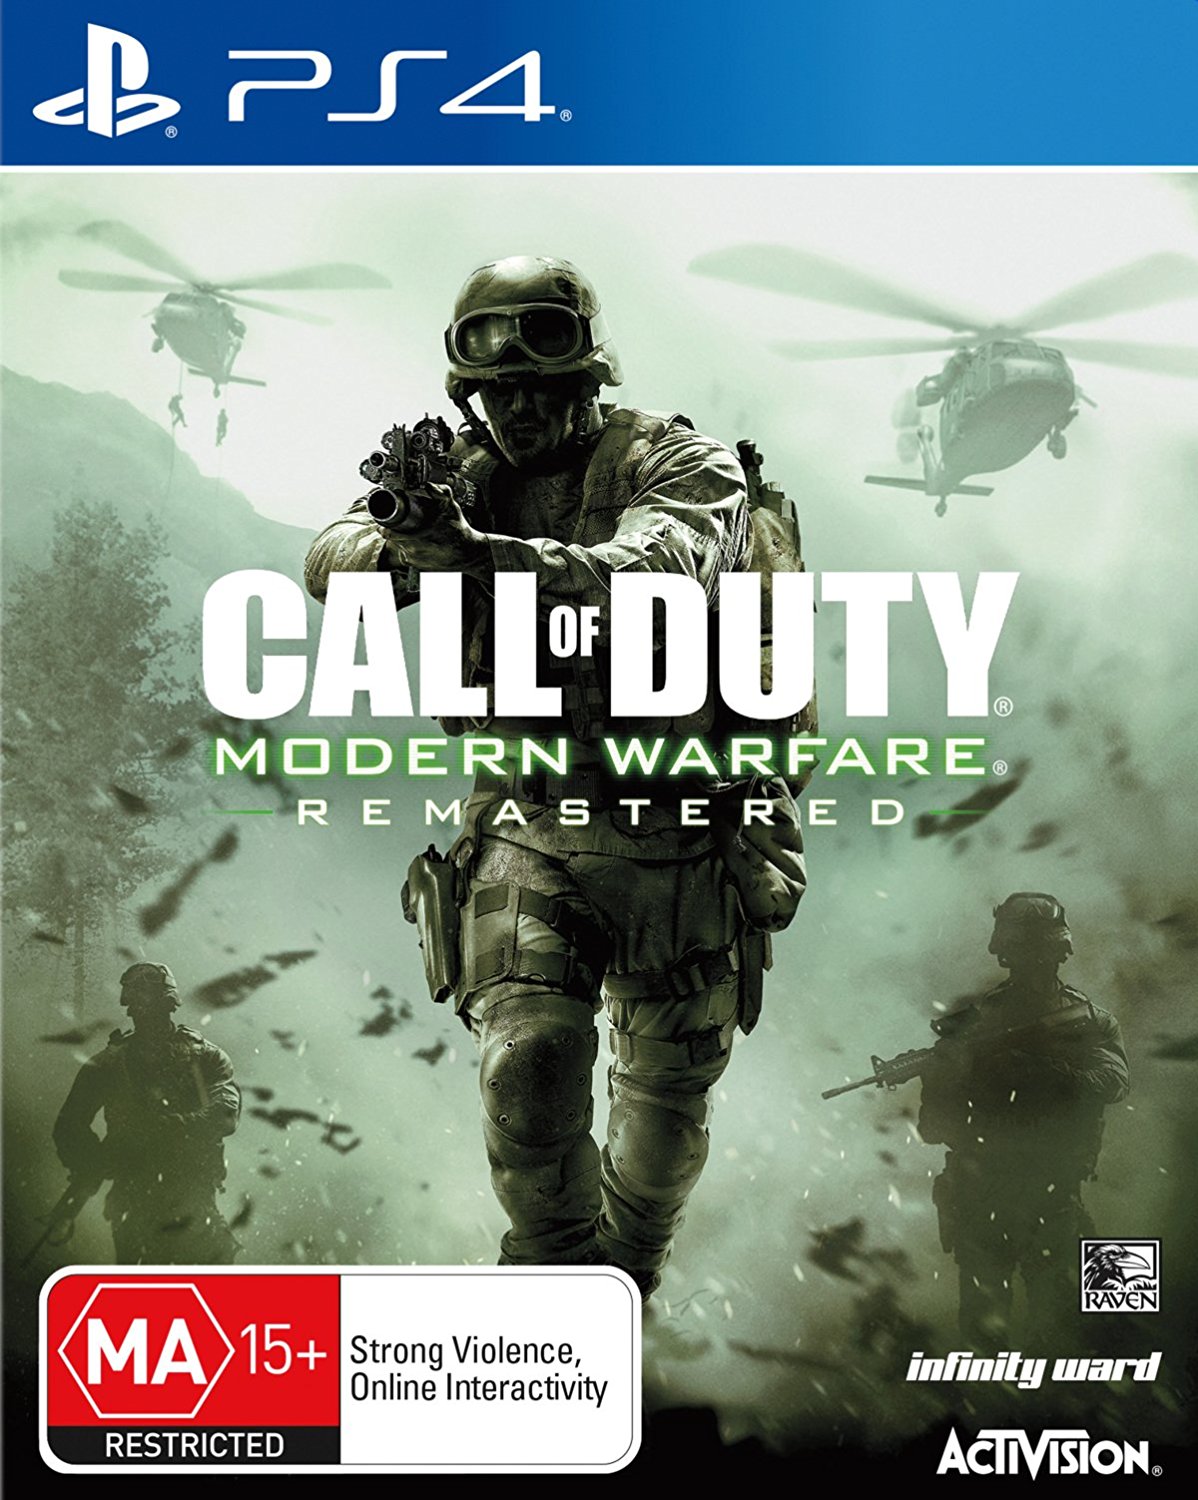 PS4®
CALL OF DUTY®
MODERN WARFARE®
REMASTERED
RAVEN
MA 15+
Strong Violence,
Online Interactivity
RESTRICTED
infinity ward
ACTIVISION®